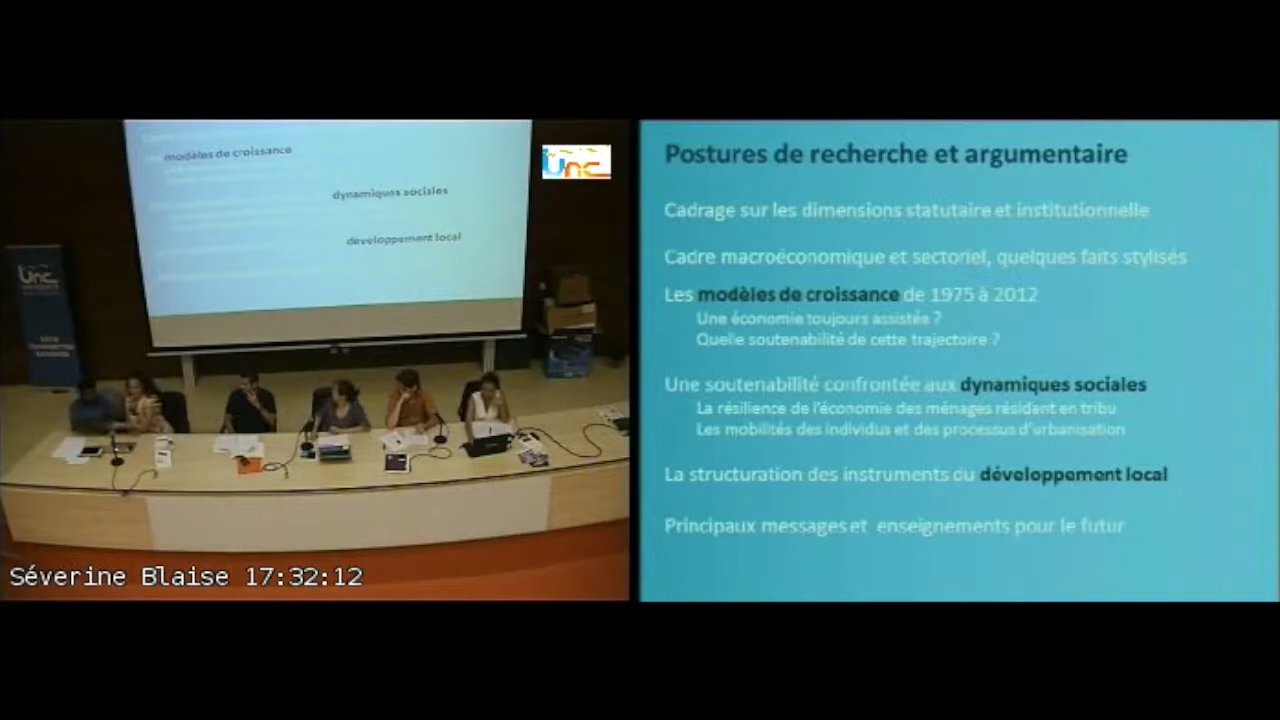 modèles de croissance
dynamiques sociales
développement local
Unc
Unc
Séverine Blaise 17:32:12
Postures de recherche et argumentaire
Cadrage sur les dimensions statutaire et institutionnelle
Cadre macroéconomique et sectoriel, quelques faits stylisés
Les modèles de croissance de 1975 à 2012
Une économie toujours assistée ?
Quelle soutenabilité de cette trajectoire ?
Une soutenabilité confrontée aux dynamiques sociales
La résilience de l'économie des ménages résidant en tribu
Les mobilités des individus et des processus d'urbanisation
La structuration des instruments du développement local
Principaux messages et enseignements pour le futur